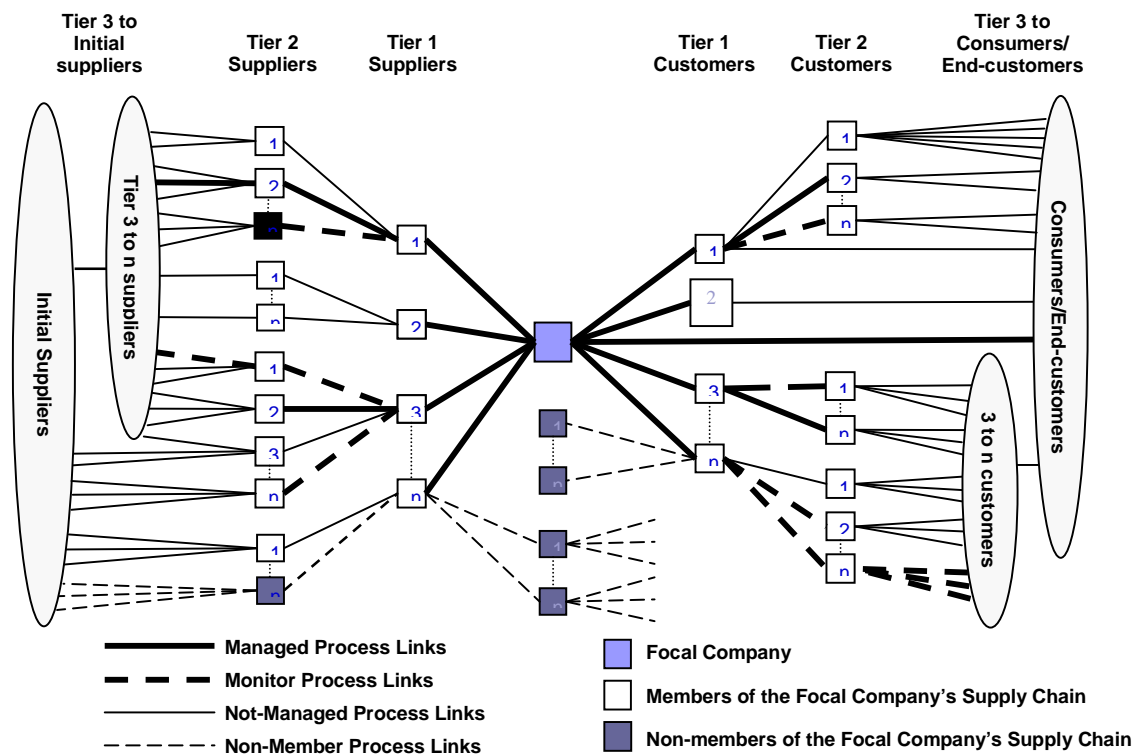 Tier 3 to
Initial
suppliers
Tier 2
Suppliers
Tier 1
Suppliers
Tier 1
Customers
Tier 2
Customers
Tier 3 to
Consumers/
End-customers
Initial Suppliers
Tier 3 to n suppliers
1
2
n
1
n
1
2
3
n
1
n
1
2
3
n
1
n
1
n
1
2
3
n
1
2
n
1
n
1
2
n
3 to n customers
Consumers/End-customers
Managed Process Links
Monitor Process Links
Not-Managed Process Links
Non-Member Process Links
Focal Company
Members of the Focal Company’s Supply Chain
Non-members of the Focal Company’s Supply Chain